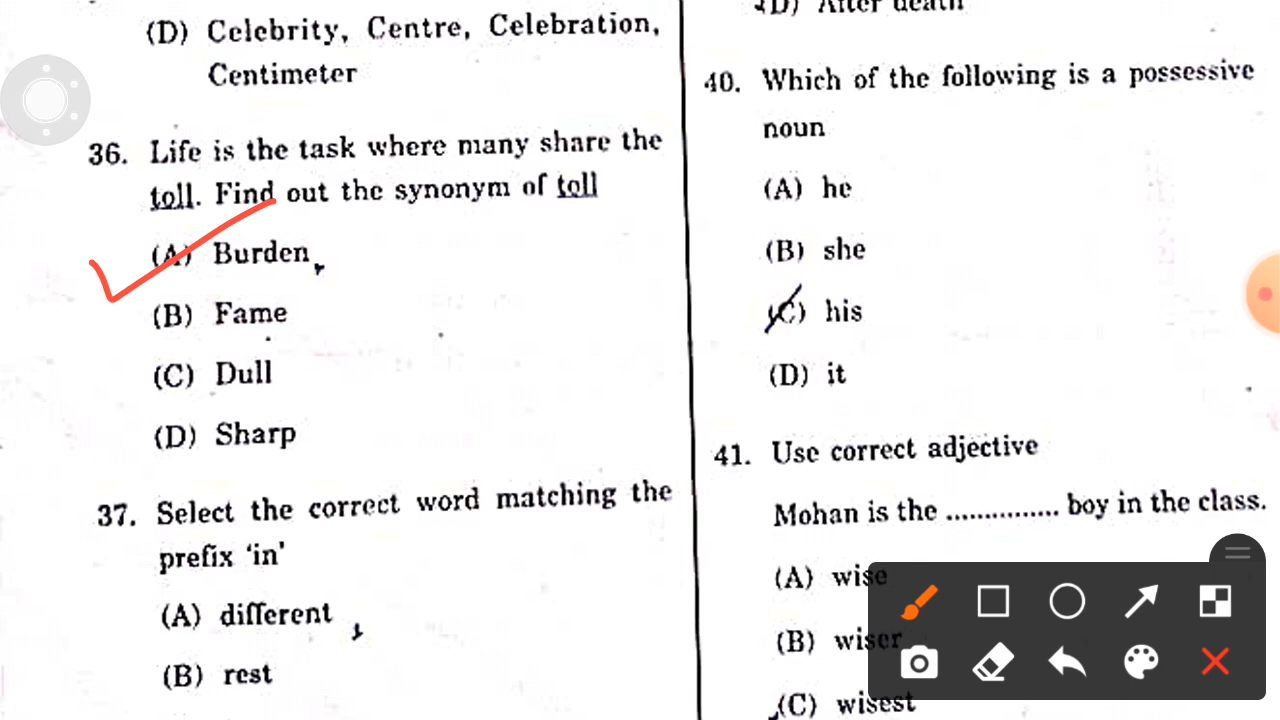 (D) Celebrity, Centre, Celebration,
Centimeter
36. Life is the task where many share the
toll. Find out the synonym of toll
(A) Burden
(B) Fame
(C) Dull
(D) Sharp
37. Select the correct word matching the
prefix ‘in’
(A) different
(B) rest
(D) After death
40. Which of the following is a possessive
noun
(A) he
(B) she
(C) his
(D) it
41. Use correct adjective
Mohan is the ............... boy in the class.
(A) wise
(B) wiser
(C) wisest